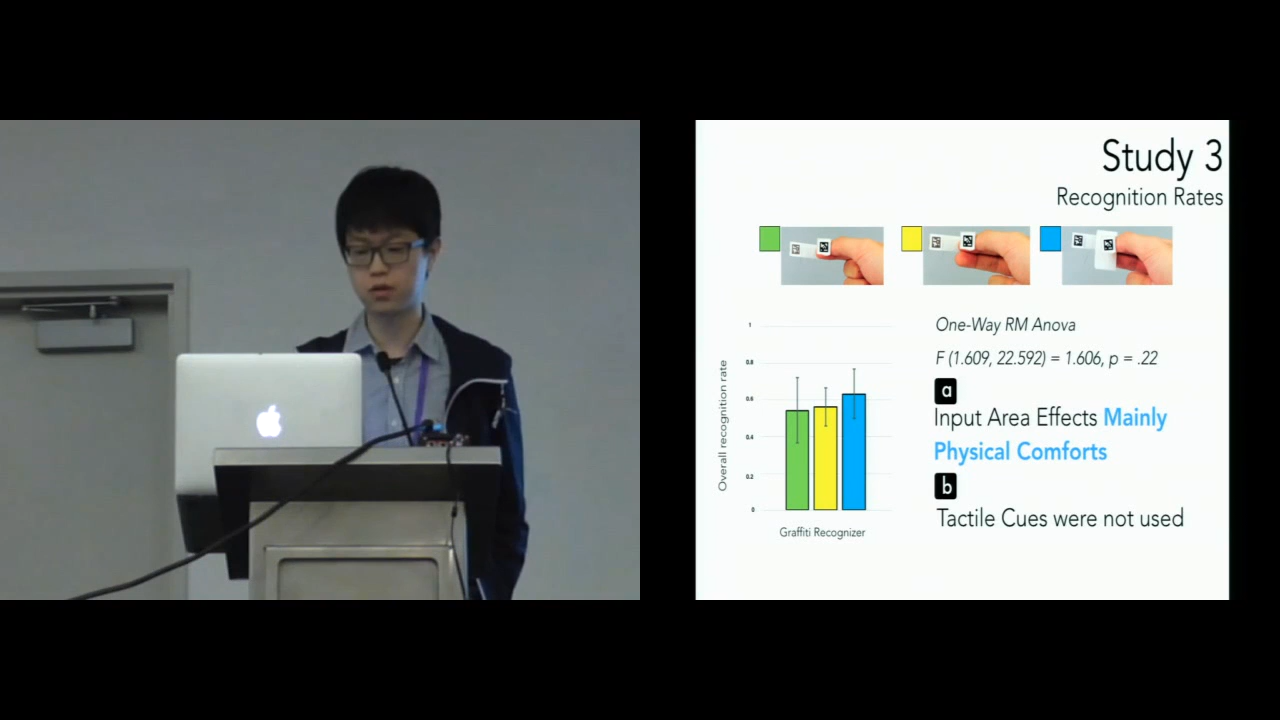 Study 3
Recognition Rates
One-Way RM Anova
F (1.609, 22.592) = 1.606, p = .22
a
Input Area Effects Mainly
Physical Comforts
b
Tactile Cues were not used
Overall recognition rate
1
0.8
0.6
0.4
0.2
0
Graffiti Recognizer